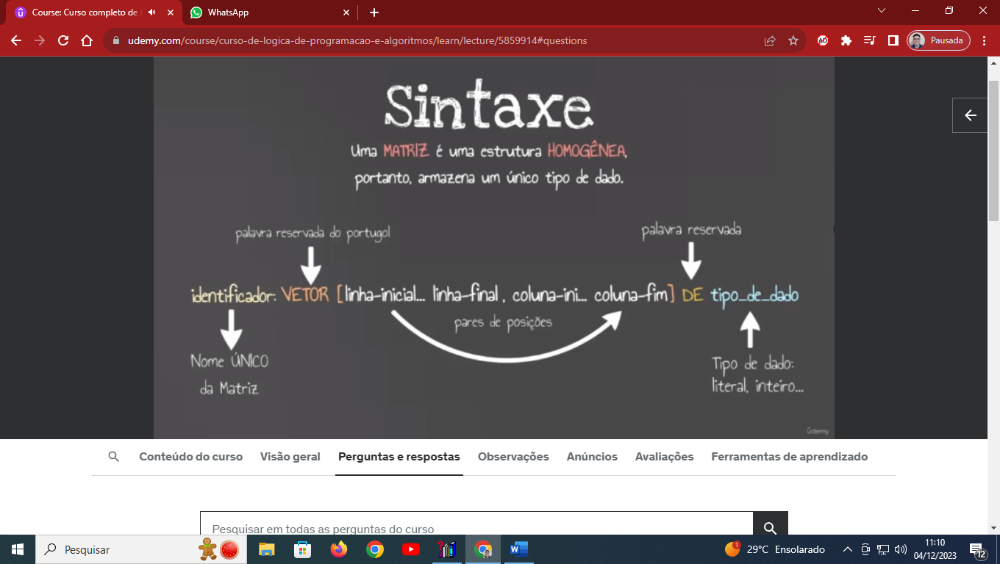 Course: Curso completo de
WhatsApp
udemy.com/course/curso-de-logica-de-programacao-e-algoritmos/learn/lecture/5859914#questions
Pausada
Sintaxe
Uma MATRIZ é uma estrutura HOMOGÊNEA,
portanto, armazena um único tipo de dado.
palavra reservada do portugol
palavra reservada
identificador: VETOR [linha-inicial... linha-final , coluna-ini... coluna-fim] DE tipo_de_dado
pares de posições
Nome ÚNICO
da Matriz
Tipo de dado:
literal, inteiro...
ûdemy
Conteúdo do curso Visão geral Perguntas e respostas Observações Anúncios Avaliações Ferramentas de aprendizado
Pesquisar em todas as perguntas do curso
Pesquisar
1
29°C Ensolarado
11:10
04/12/2023
12